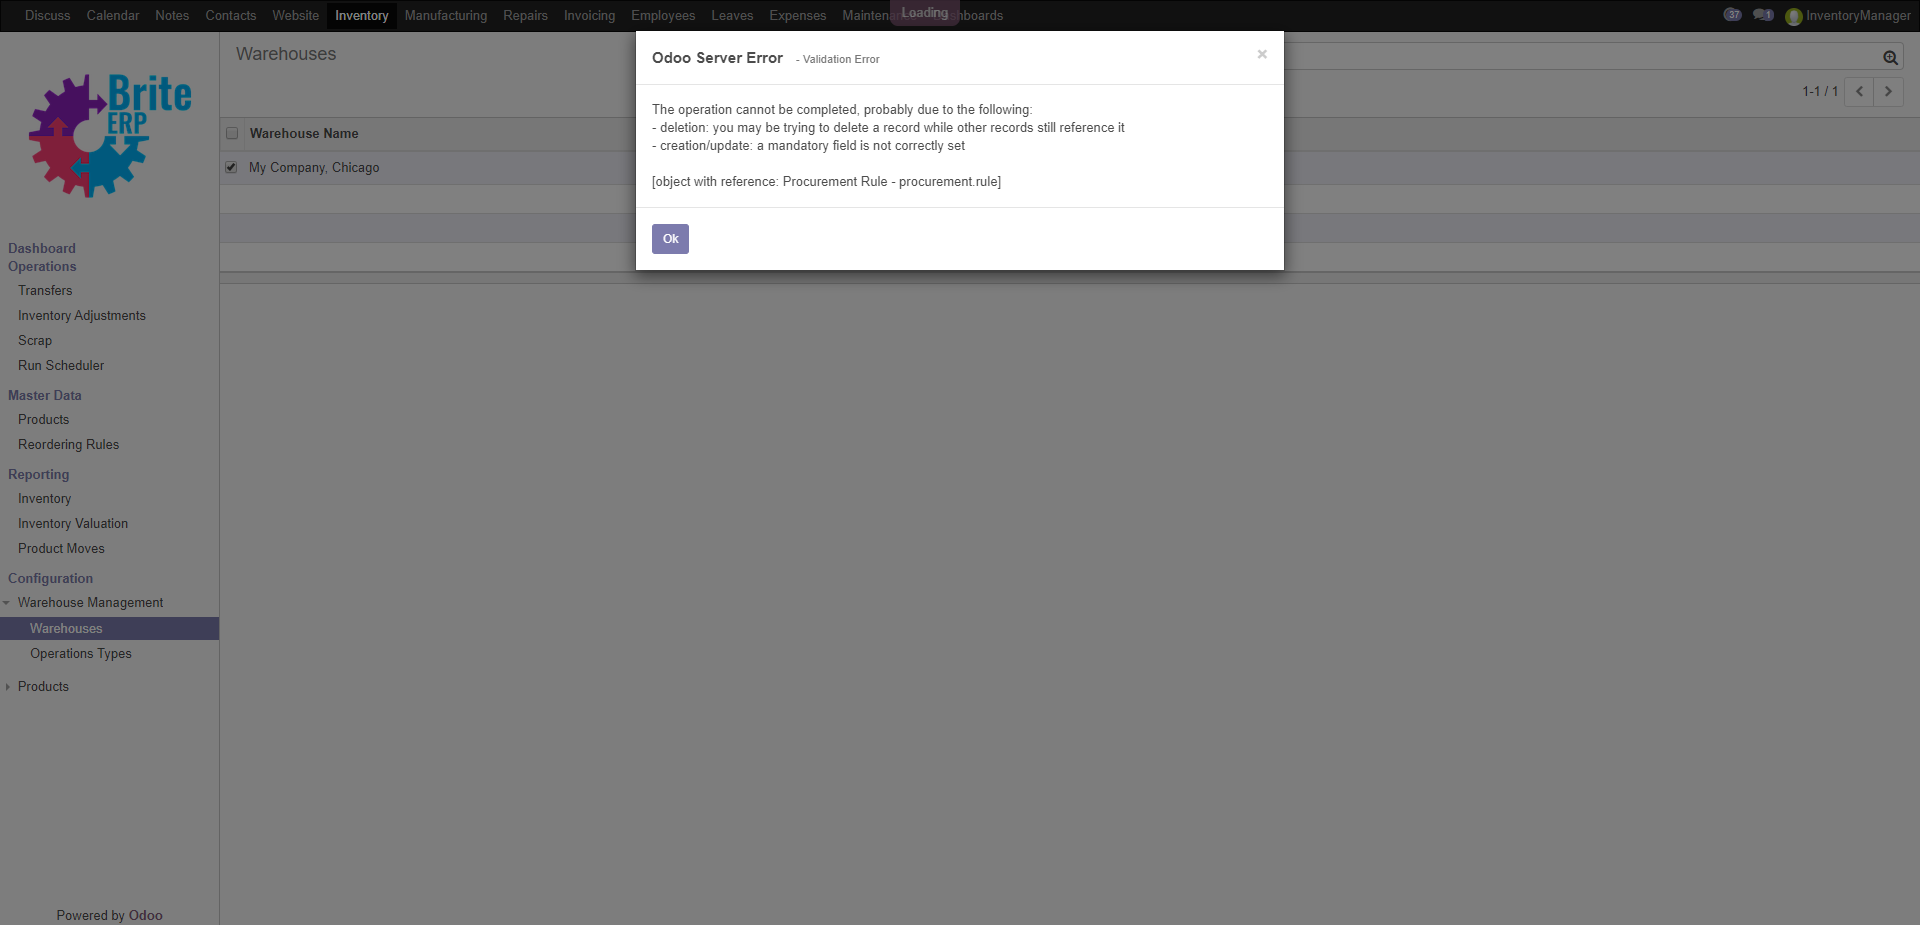 Discuss Calendar Notes Contacts Website Inventory Manufacturing Repairs Invoicing Employees Leaves Expenses Loading 37 1 InventoryManager
Brite
ERP
Warehouses
Odoo Server Error - Validation Error ×
The operation cannot be completed, probably due to the following:
- deletion: you may be trying to delete a record while other records still reference it
- creation/update: a mandatory field is not correctly set
[object with reference: Procurement Rule - procurement.rule]
Ok
1-1 / 1
Warehouse Name
My Company, Chicago
Dashboard
Operations
Transfers
Inventory Adjustments
Scrap
Run Scheduler
Master Data
Products
Reordering Rules
Reporting
Inventory
Inventory Valuation
Product Moves
Configuration
Warehouse Management
Warehouses
Operations Types
Products
Powered by Odoo